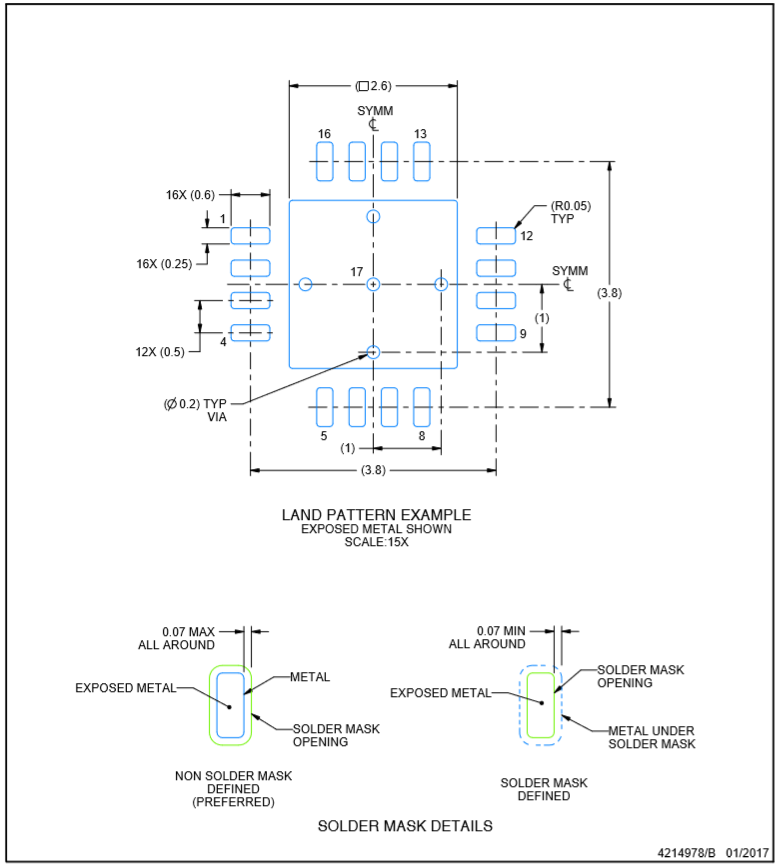 (□2.6)
SYMM
℄
16
13
16X (0.6)
1
(R0.05)
TYP
12
16X (0.25)
17
SYMM
℄
(3.8)
(1)
12X (0.5)
4
9
(Ø 0.2) TYP
VIA
5
8
(1)
(3.8)
LAND PATTERN EXAMPLE
EXPOSED METAL SHOWN
SCALE:15X
0.07 MAX
ALL AROUND
METAL
EXPOSED METAL
SOLDER MASK
OPENING
NON SOLDER MASK
DEFINED
(PREFERRED)
0.07 MIN
ALL AROUND
SOLDER MASK
OPENING
EXPOSED METAL
METAL UNDER
SOLDER MASK
SOLDER MASK
DEFINED
SOLDER MASK DETAILS
4214978/B 01/2017